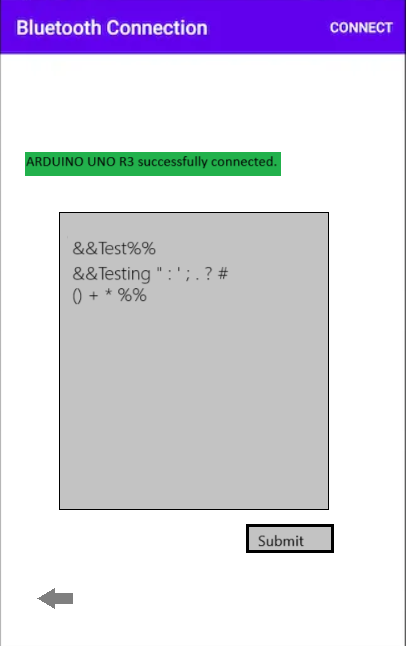 Bluetooth Connection CONNECT
ARDUINO UNO R3 successfully connected.
&&Test%%
&&Testing " : ' ; . ? #
() + * %%
Submit